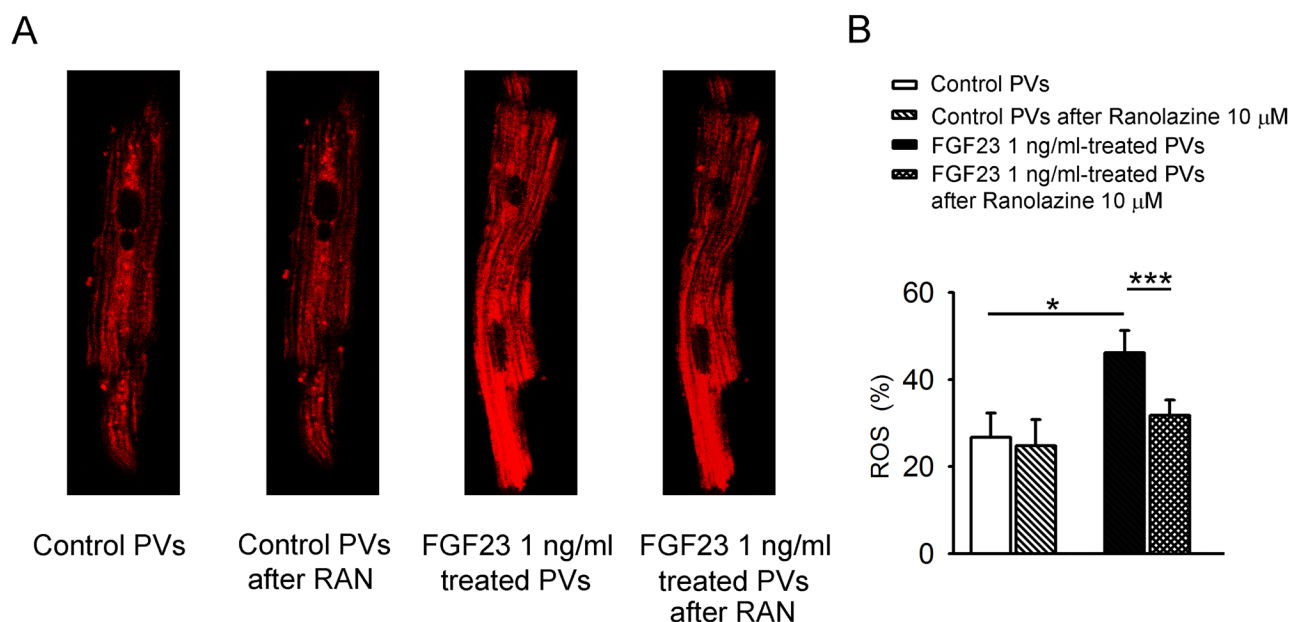 A
Control PVs
Control PVs
after RAN
FGF23 1 ng/ml
treated PVs
FGF23 1 ng/ml
treated PVs
after RAN
B
Control PVs
Control PVs after Ranolazine 10 μM
FGF23 1 ng/ml-treated PVs
FGF23 1 ng/ml-treated PVs
after Ranolazine 10 μM
ROS (%)
60
40
20
0
*
***